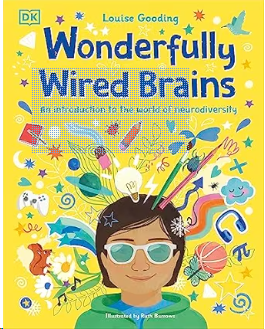 DK
Louise Gooding
Wonderfully
Wired Brains
An introduction to the world of neurodiversity
Illustrated by Ruth Burrows